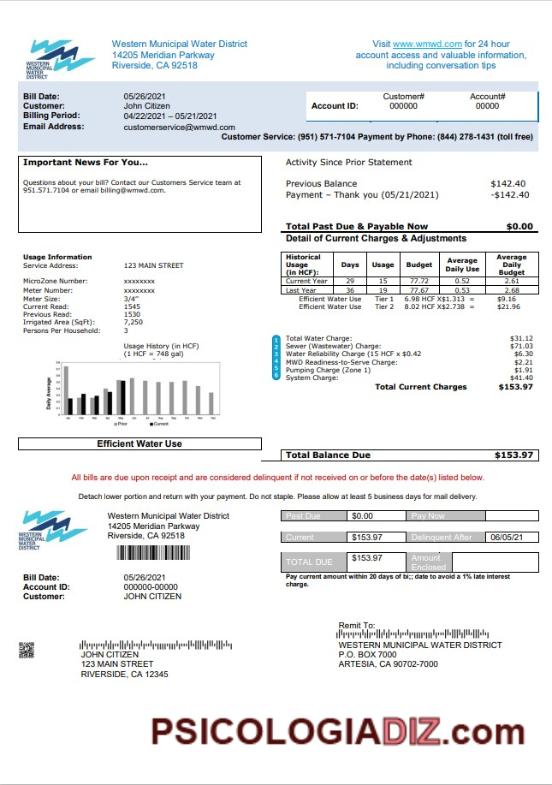 WESTERN
MUNICIPAL
WATER
DISTRICT
Western Municipal Water District
14205 Meridian Parkway
Riverside, CA 92518
Visit www.wmwd.com for 24 hour
account access and valuable information,
including conversation tips
Bill Date: 05/26/2021
Customer: John Citizen
Billing Period: 04/22/2021 – 05/21/2021
Email Address: customerservice@wmwd.com
Customer# Account#
Account ID: 000000 00000
Customer Service: (951) 571-7104 Payment by Phone: (844) 278-1431 (toll free)
Important News For You...
Questions about your bill? Contact our Customers Service team at
951.571.7104 or email billing@wmwd.com.
Activity Since Prior Statement
Previous Balance $142.40
Payment – Thank you (05/21/2021) -$142.40
Total Past Due & Payable Now $0.00
Detail of Current Charges & Adjustments
Usage Information
Service Address: 123 MAIN STREET
MicroZone Number: xxxxxxxx
Meter Number: xxxxxxxx
Meter Size: 3/4"
Current Read: 1545
Previous Read: 1530
Irrigated Area (SqFt): 7,250
Persons Per Household: 3
Usage History (in HCF)
(1 HCF = 748 gal)
Daily Average
Prior Current
Historical Usage (in HCF): Days Usage Budget Average Daily Use Average Daily Budget
Current Year 29 15 77.72 0.52 2.61
Last Year 36 19 77.67 0.53 2.68
Efficient Water Use Tier 1 6.98 HCF X$1.313 = $9.16
Efficient Water Use Tier 2 8.02 HCF X$2.738 = $21.96
1 Total Water Charge: $31.12
2 Sewer (Wastewater) Charge: $71.03
3 Water Reliability Charge (15 HCF x $0.42 $6.30
4 MWD Readiness-to-Serve Charge: $2.21
5 Pumping Charge (Zone 1) $1.91
6 System Charge: $41.40
Total Current Charges $153.97
Efficient Water Use
Total Balance Due $153.97
All bills are due upon receipt and are considered delinquent if not received on or before the date(s) listed below.
Detach lower portion and return with your payment. Do not staple. Please allow at least 5 business days for mail delivery.
WESTERN
MUNICIPAL
WATER
DISTRICT
Western Municipal Water District
14205 Meridian Parkway
Riverside, CA 92518
Bill Date: 05/26/2021
Account ID: 000000-00000
Customer: JOHN CITIZEN
Past Due $0.00 Pay Now
Current $153.97 Delinquent After 06/05/21
TOTAL DUE $153.97 Amount Enclosed
Pay current amount within 20 days of bi;; date to avoid a 1% late interest
charge.
JOHN CITIZEN
123 MAIN STREET
RIVERSIDE, CA 12345
Remit To:
WESTERN MUNICIPAL WATER DISTRICT
P.O. BOX 7000
ARTESIA, CA 90702-7000
PSICOLOGIADIZ.com